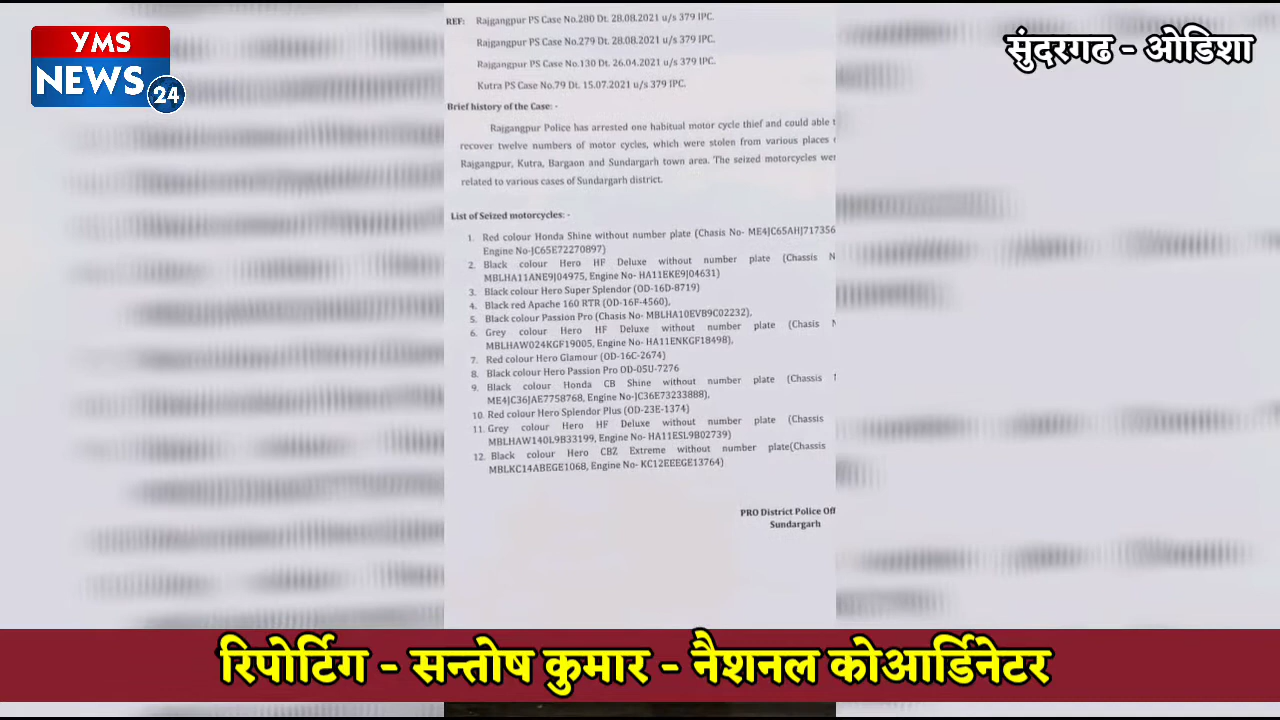 YMS
NEWS
24
सुंदरगढ - ओडिशा
REF: Rajgangpur PS Case No.280 Dt. 28.08.2021 u/s 379 IPC.
Rajgangpur PS Case No.279 Dt. 28.08.2021 u/s 379 IPC.
Rajgangpur PS Case No.130 Dt. 26.04.2021 u/s 379 IPC.
Kutra PS Case No.79 Dt. 15.07.2021 u/s 379 IPC.
Brief history of the Case: -
Rajgangpur Police has arrested one habitual motor cycle thief and could able
recover twelve numbers of motor cycles, which were stolen from various places
Rajgangpur, Kutra, Bargaon and Sundargarh town area. The seized motorcycles
related to various cases of Sundargarh district.
List of Seized motorcycles: -
1. Red colour Honda Shine without number plate (Chasis No- ME4JC65AHJ717356
Engine No-JC65E72270897)
2. Black colour Hero HF Deluxe without number plate (Chassis
MBLHA11ANE9J04975, Engine No- HA11EKE9J04631)
3. Black colour Hero Super Splendor (OD-16D-8719)
4. Black red Apache 160 RTR (OD-16F-4560),
5. Black colour Passion Pro (Chasis No- MBLHA10EVB9C02232),
6. Grey colour Hero HF Deluxe without number plate (Chasis
MBLHAW024KGF19005, Engine No- HA11ENKGF18498),
7. Red colour Hero Glamour (OD-16C-2674)
8. Black colour Hero Passion Pro OD-05U-7276
9. Black colour Honda CB Shine without number plate (Chassis
ME4JC36JAE7758768, Engine No-JC36E73233888),
10. Red colour Hero Splendor Plus (OD-23E-1374)
11. Grey colour Hero HF Deluxe without number plate (Chassis
MBLHAW140L9B33199, Engine No- HA11ESL9B02739)
12. Black colour Hero CBZ Extreme without number plate(Chassis
MBLKC14ABEGE1068, Engine No- KC12EEEGE13764)
PRO District Police
Sundargarh
रिपोर्टिग - सन्तोष कुमार - नैशनल कोआर्डिनेटर